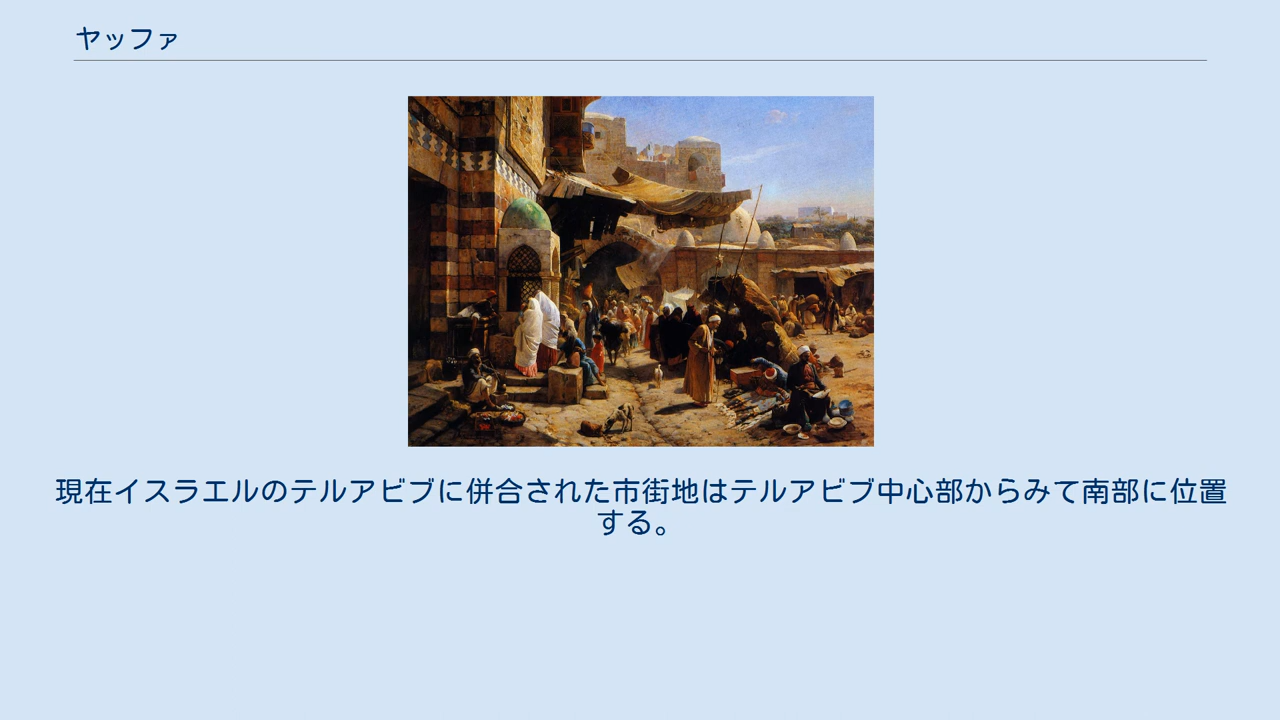 ヤッファ
現在イスラエルのテルアビブに併合された市街地はテルアビブ中心部からみて南部に位置
する。